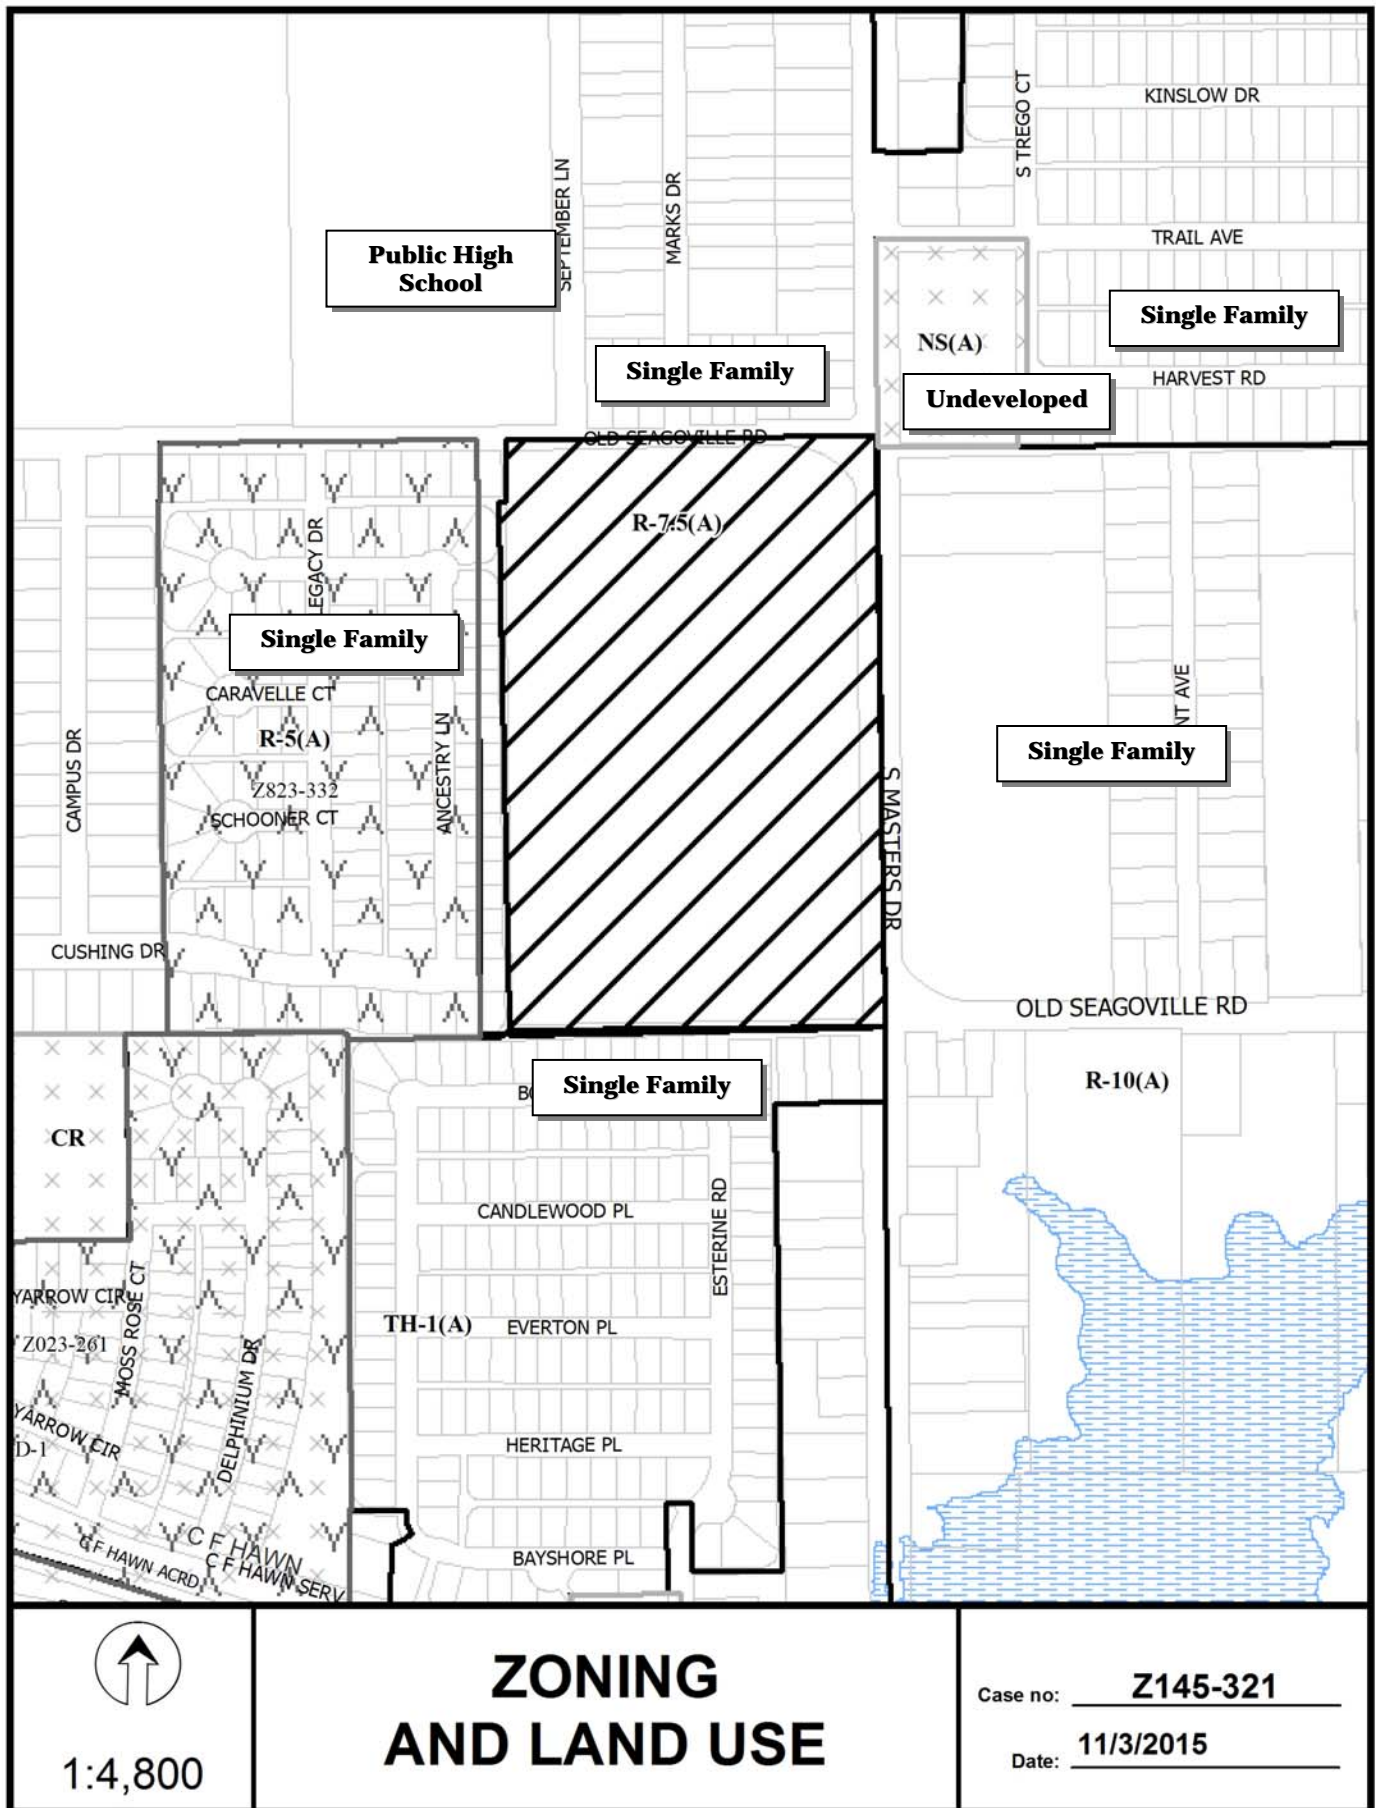 KINSLOW DR
S TREGO CT
SEPTEMBER LN
MARKS DR
TRAIL AVE
Public High
School
Single Family
NS(A)
Single Family
HARVEST RD
Undeveloped
OLD SEAGOVILLE RD
R-7.5(A)
LEGACY DR
Single Family
CARAVELLE CT
R-5(A)
ANCESTRY LN
CAMPUS DR
Z823-332
SCHOONER CT
NT AVE
Single Family
S MASTERS DR
CUSHING DR
OLD SEAGOVILLE RD
Single Family
R-10(A)
CR
CANDLEWOOD PL
ESTERINE RD
YARROW CIR
MOSS ROSE CT
TH-1(A)
EVERTON PL
Z023-261
DELPHINIUM DR
YARROW CIR
D-1
HERITAGE PL
C F HAWN
C F HAWN ACRD
C F HAWN SERV
BAYSHORE PL
1:4,800
ZONING
AND LAND USE
Case no: Z145-321
Date: 11/3/2015